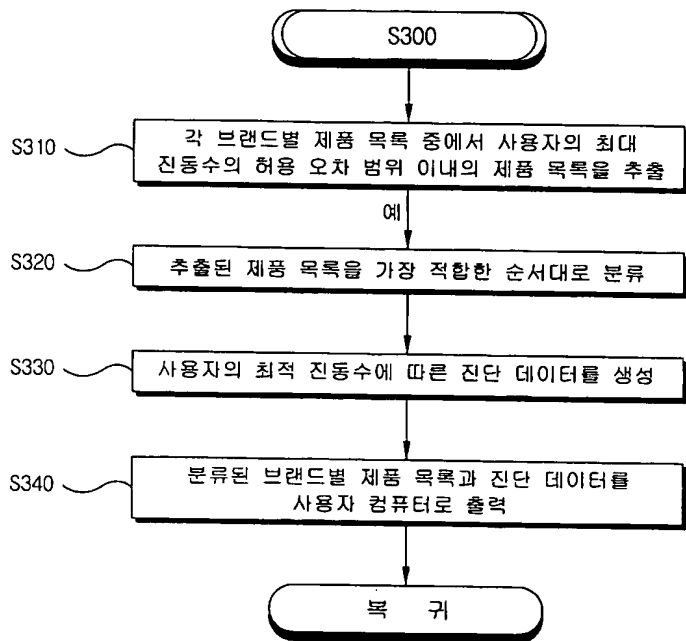 S300
S310
각 브랜드별 제품 목록 중에서 사용자의 최대
진동수의 허용 오차 범위 이내의 제품 목록을 추출
예
S320
추출된 제품 목록을 가장 적합한 순서대로 분류
S330
사용자의 최적 진동수에 따른 진단 데이터를 생성
S340
분류된 브랜드별 제품 목록과 진단 데이터를
사용자 컴퓨터로 출력
복 귀